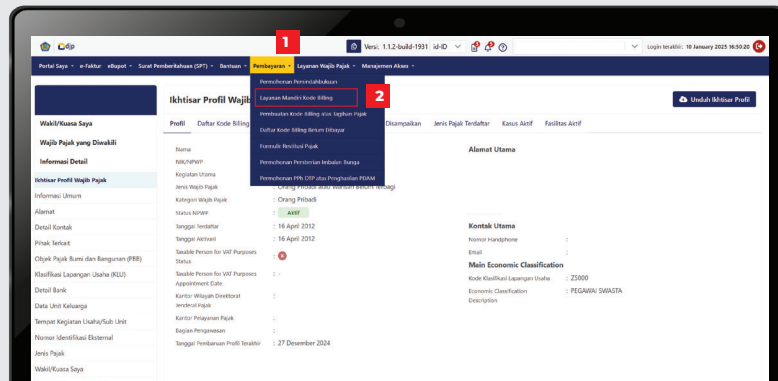 djp
1
Versi: 1.1.2-build-1931 id-ID
Login terakhir: 10 January 2025 16:50:20
Portal Saya e-Faktur eBupot Surat Pemberitahuan (SPT) Bantuan Pembayaran Layanan Wajib Pajak Manajemen Akses
Permohonan Pemindahbukuan
Layanan Mandiri Kode Billing
2
Pembuatan Kode Billing atas Tagihan Pajak
Daftar Kode Billing Belum Dibayar
Formulir Restitusi Pajak
Permohonan Pemberian Imbalan Bunga
Permohonan PPh DTP atas Penghasilan PDAM
Ikhtisar Profil Wajib
Unduh Ikhtisar Profil
Profil Daftar Kode Billing Disampaikan Jenis Pajak Terdaftar Kasus Aktif Fasilitas Aktif
Wakil/Kuasa Saya
Wajib Pajak yang Diwakili
Informasi Detail
Ikhtisar Profil Wajib Pajak
Informasi Umum
Alamat
Detail Kontak
Pihak Terkait
Objek Pajak Bumi dan Bangunan (PBB)
Klasifikasi Lapangan Usaha (KLU)
Detail Bank
Data Unit Keluarga
Tempat Kegiatan Usaha/Sub Unit
Nomor Identifikasi Eksternal
Jenis Pajak
Wakil/Kuasa Saya
Nama
NIK/NPWP
Kegiatan Utama
Jenis Wajib Pajak : Orang Pribadi atau Warisan Belum Terbagi
Kategori Wajib Pajak : Orang Pribadi
Status NPWP : Aktif
Tanggal Terdaftar : 16 April 2012
Tanggal Aktivasi : 16 April 2012
Taxable Person for VAT Purposes
Status :
Taxable Person for VAT Purposes : -
Appointment Date
Kantor Wilayah Direktorat :
Jenderal Pajak
Kantor Pelayanan Pajak :
Bagian Pengawasan :
Tanggal Pembaruan Profil Terakhir : 27 Desember 2024
Alamat Utama
Kontak Utama
Nomor Handphone :
Email :
Main Economic Classification
Kode Klasifikasi Lapangan Usaha : Z5000
Economic Classification : PEGAWAI SWASTA
Description